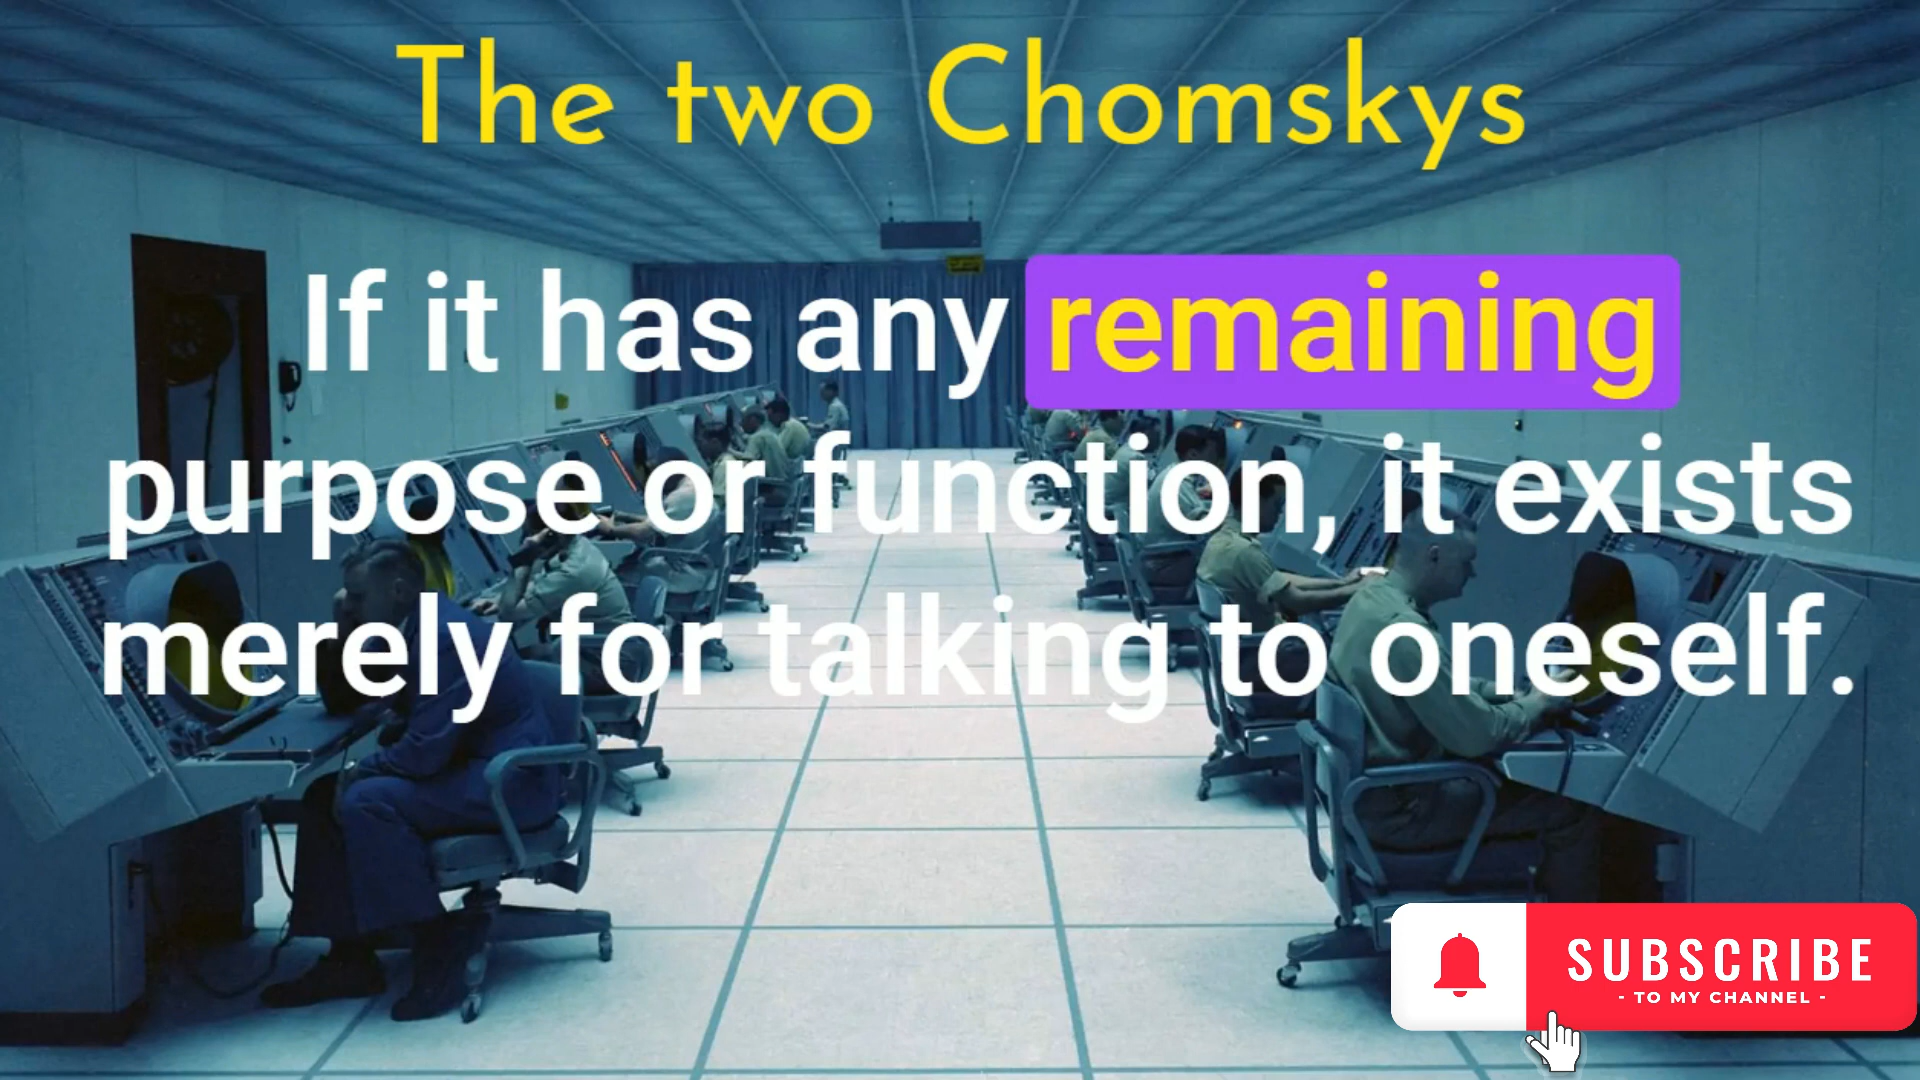 The two Chomskys
If it has any remaining
purpose or function, it exists
merely for talking to oneself.
SUBSCRIBE
- TO MY CHANNEL -